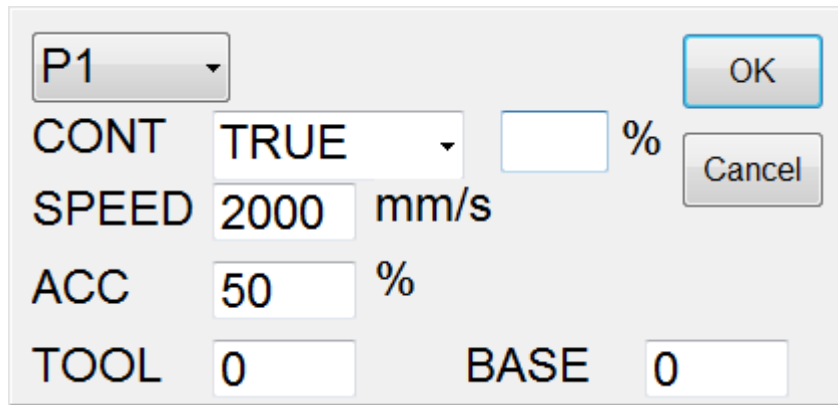 P1 OK
CONT TRUE %
Cancel
SPEED 2000 mm/s
ACC 50 %
TOOL 0 BASE 0